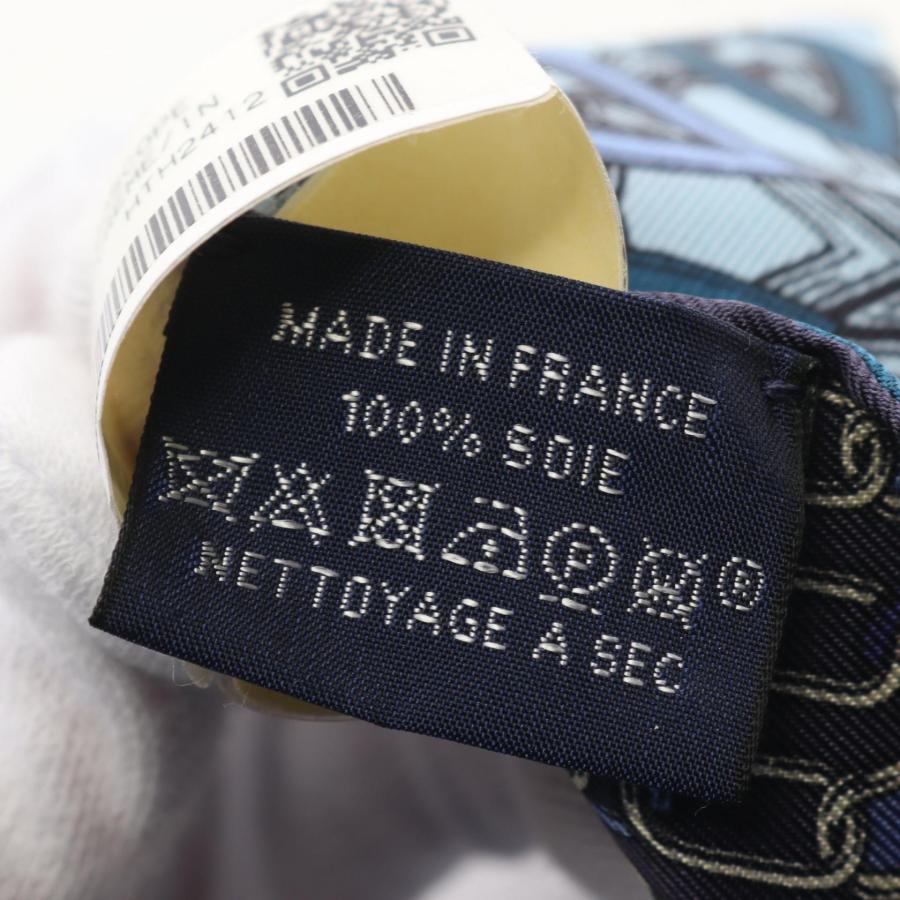 HTH2412
MADE IN FRANCE
100% SOIE
NETTOYAGE A SEC